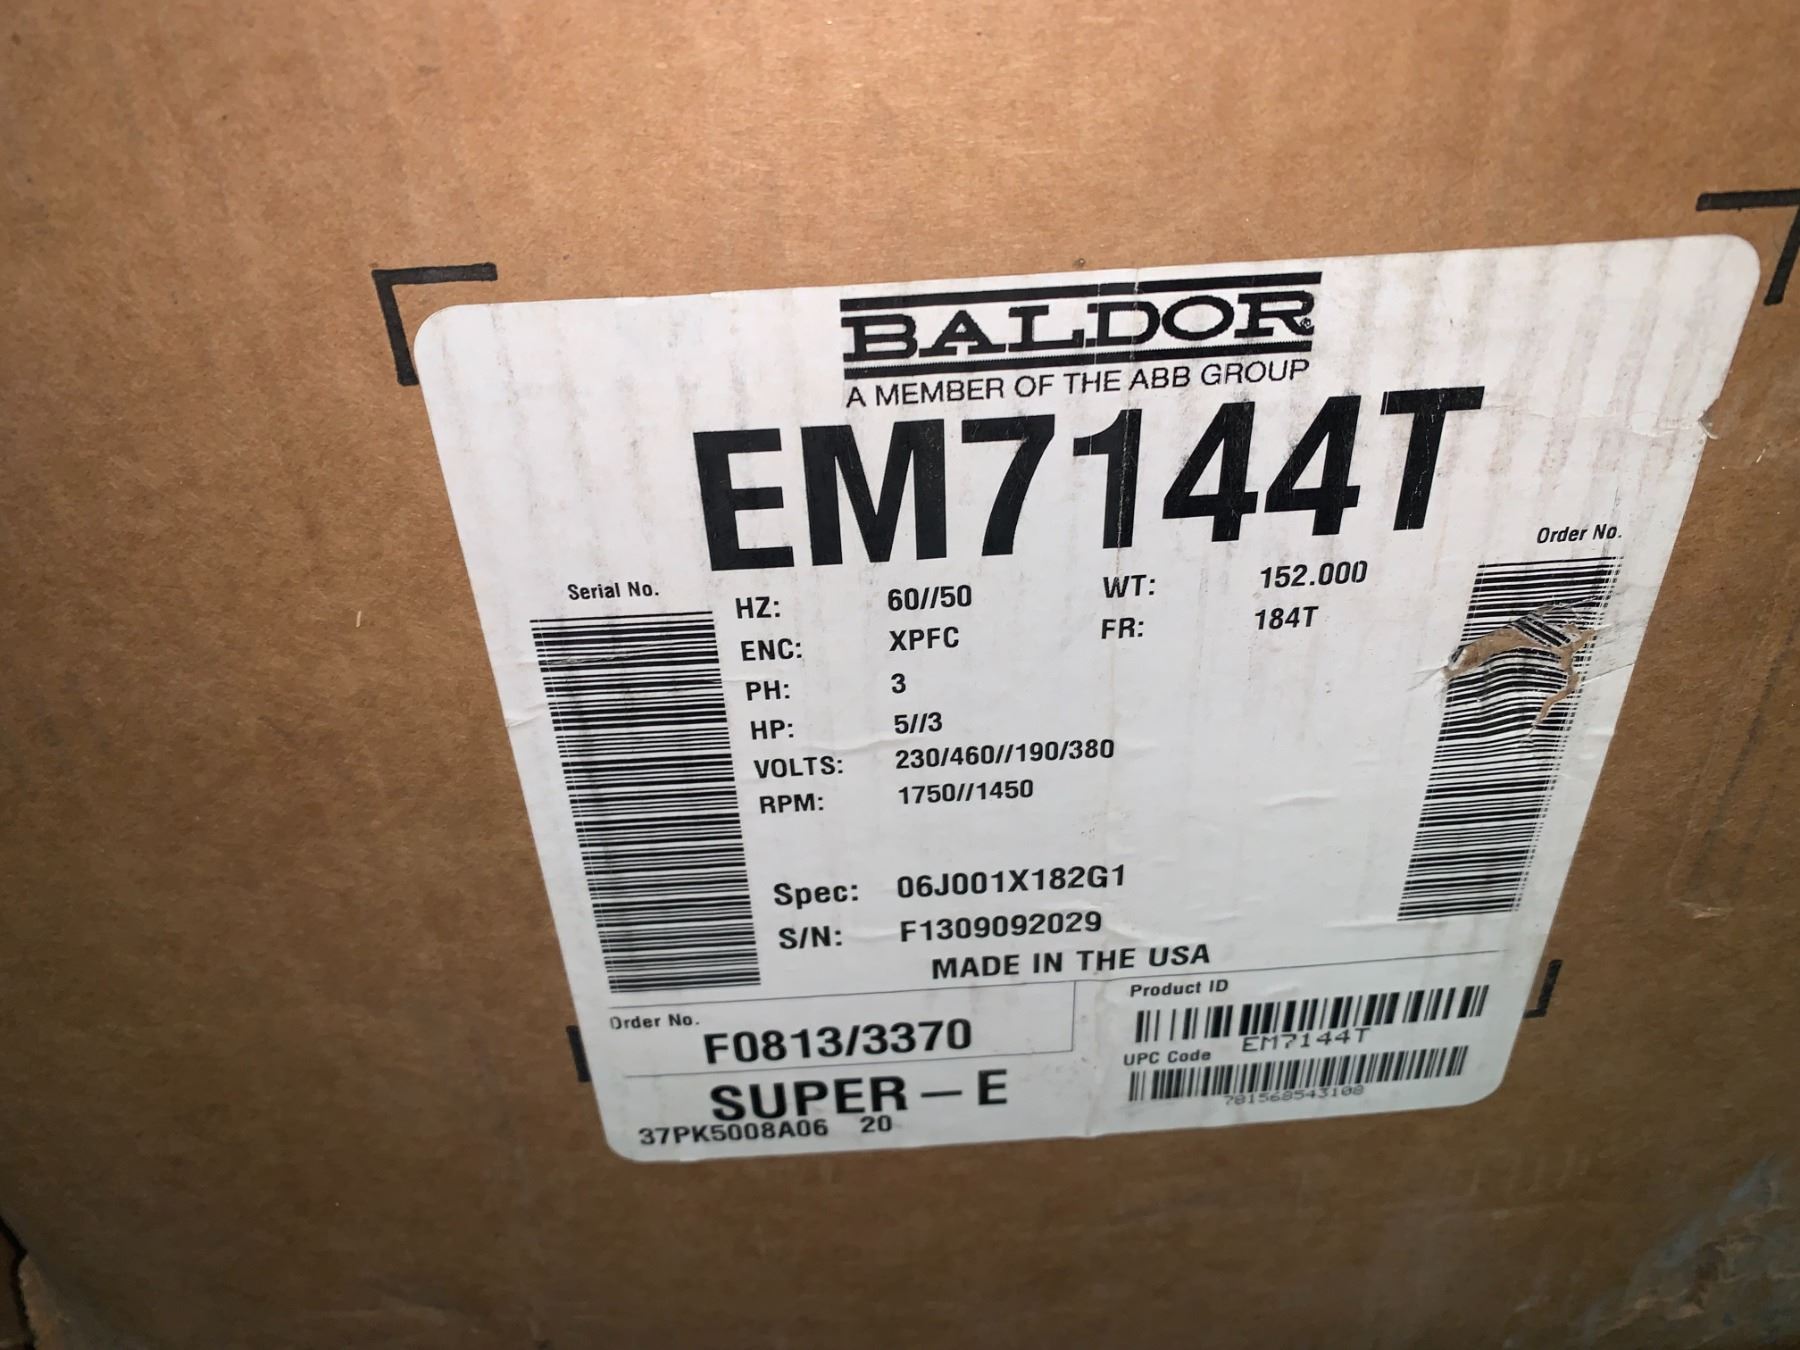 BALDOR®
A MEMBER OF THE ABB GROUP
EM7144T
Serial No.
Order No.
HZ: 60//50 WT: 152.000
ENC: XPFC FR: 184T
PH: 3
HP: 5//3
VOLTS: 230/460//190/380
RPM: 1750//1450
Spec: 06J001X182G1
S/N: F1309092029
MADE IN THE USA
Order No.
F0813/3370
Product ID
EM7144T
UPC Code
781568543108
SUPER – E
37PK5008A06 20